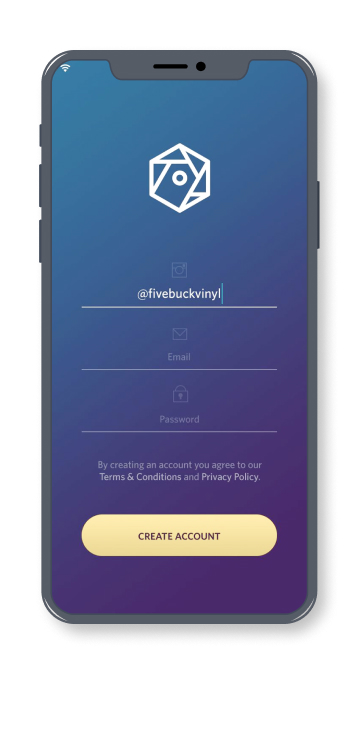 @fivebuckvinyl
Email
Password
By creating an account you agree to our
Terms & Conditions and Privacy Policy.
CREATE ACCOUNT